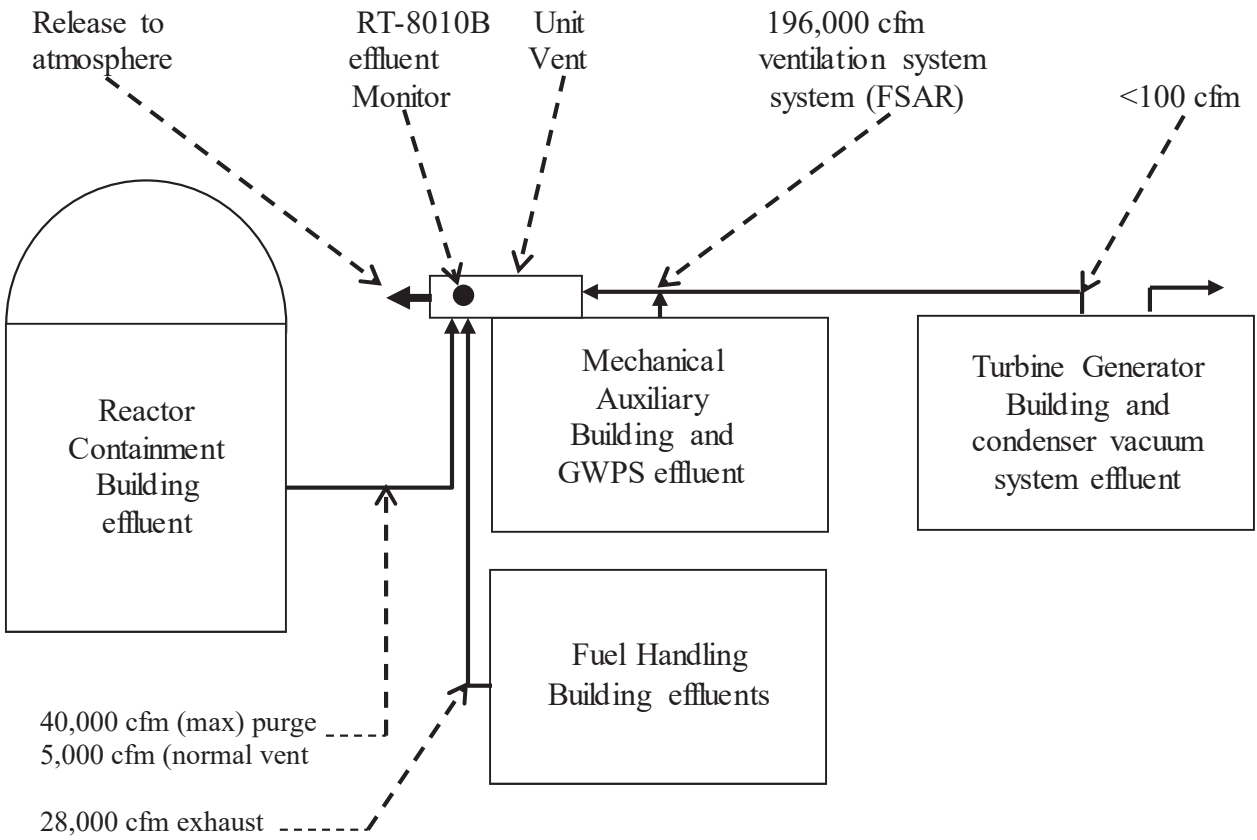 Release to
atmosphere
RT-8010B
effluent
Monitor
Unit
Vent
196,000 cfm
ventilation system
system (FSAR)
<100 cfm
Reactor
Containment
Building
effluent
Mechanical
Auxiliary
Building and
GWPS effluent
Turbine Generator
Building and
condenser vacuum
system effluent
Fuel Handling
Building effluents
40,000 cfm (max) purge
5,000 cfm (normal vent
28,000 cfm exhaust